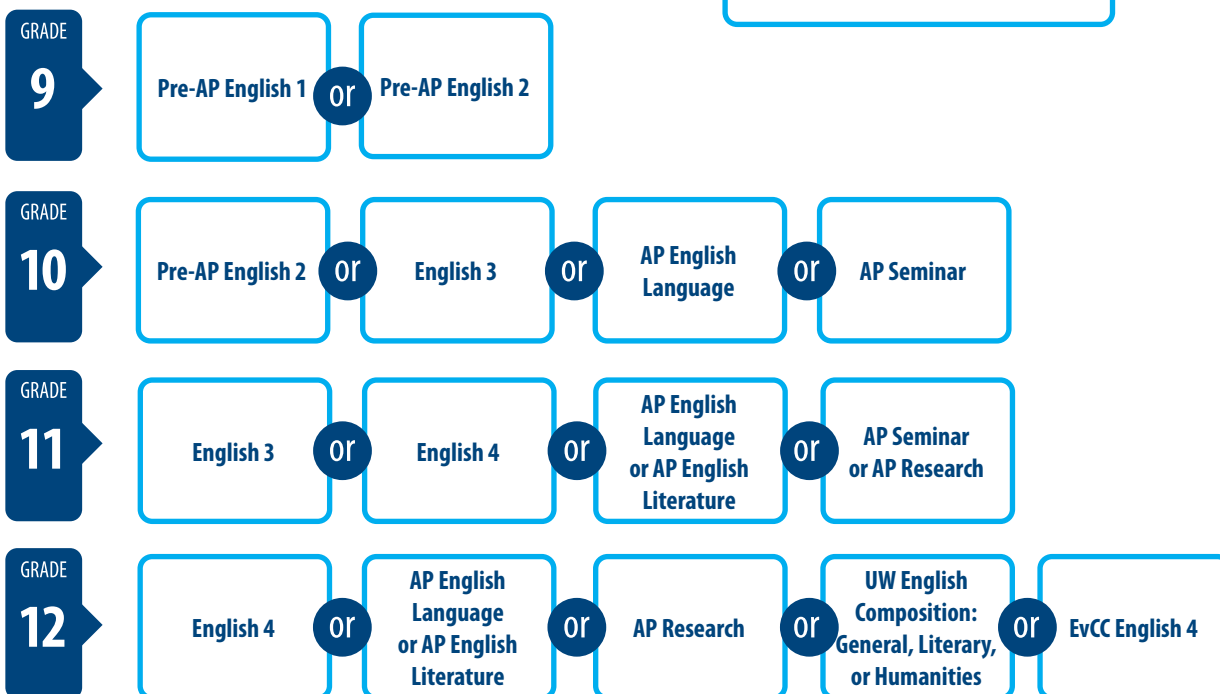 GRADE
9
Pre-AP English 1
or
Pre-AP English 2
GRADE
10
Pre-AP English 2
or
English 3
or
AP English
Language
or
AP Seminar
GRADE
11
English 3
or
English 4
or
AP English
Language
or AP English
Literature
or
AP Seminar
or AP Research
GRADE
12
English 4
or
AP English
Language
or AP English
Literature
or
AP Research
or
UW English
Composition:
General, Literary,
or Humanities
or
EvCC English 4